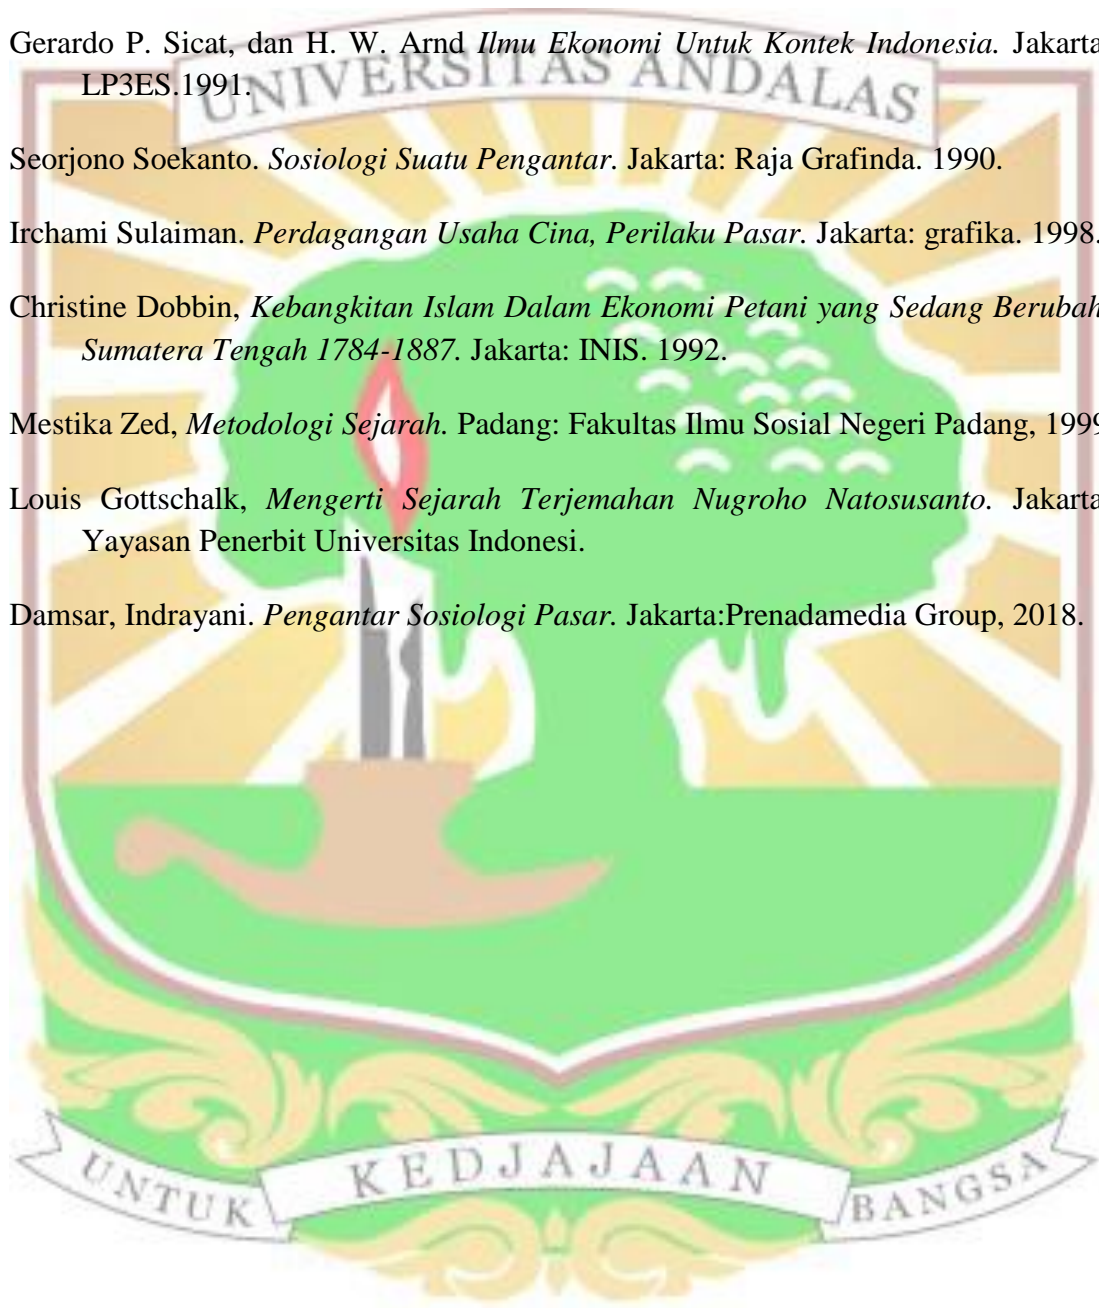 Gerardo P. Sicat, dan H. W. Arnd Ilmu Ekonomi Untuk Kontek Indonesia. Jakarta
LP3ES.1991.
UNIVERSITAS ANDALAS
Seorjono Soekanto. Sosiologi Suatu Pengantar. Jakarta: Raja Grafinda. 1990.
Irchami Sulaiman. Perdagangan Usaha Cina, Perilaku Pasar. Jakarta: grafika. 1998.
Christine Dobbin, Kebangkitan Islam Dalam Ekonomi Petani yang Sedang Berubah
Sumatera Tengah 1784-1887. Jakarta: INIS. 1992.
Mestika Zed, Metodologi Sejarah. Padang: Fakultas Ilmu Sosial Negeri Padang, 1999
Louis Gottschalk, Mengerti Sejarah Terjemahan Nugroho Natosusanto. Jakarta
Yayasan Penerbit Universitas Indonesi.
Damsar, Indrayani. Pengantar Sosiologi Pasar. Jakarta:Prenadamedia Group, 2018.
UNTUK KEDJAJAAN BANGSA